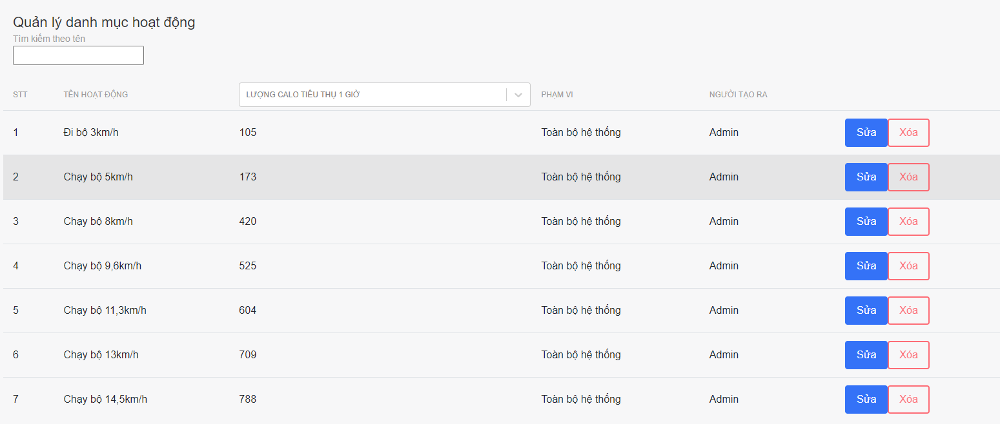 Quản lý danh mục hoạt động
Tìm kiếm theo tên
STT TÊN HOẠT ĐỘNG LƯỢNG CALO TIÊU THỤ 1 GIỜ PHẠM VI NGƯỜI TẠO RA
1 Đi bộ 3km/h 105 Toàn bộ hệ thống Admin Sửa Xóa
2 Chạy bộ 5km/h 173 Toàn bộ hệ thống Admin Sửa Xóa
3 Chạy bộ 8km/h 420 Toàn bộ hệ thống Admin Sửa Xóa
4 Chạy bộ 9,6km/h 525 Toàn bộ hệ thống Admin Sửa Xóa
5 Chạy bộ 11,3km/h 604 Toàn bộ hệ thống Admin Sửa Xóa
6 Chạy bộ 13km/h 709 Toàn bộ hệ thống Admin Sửa Xóa
7 Chạy bộ 14,5km/h 788 Toàn bộ hệ thống Admin Sửa Xóa